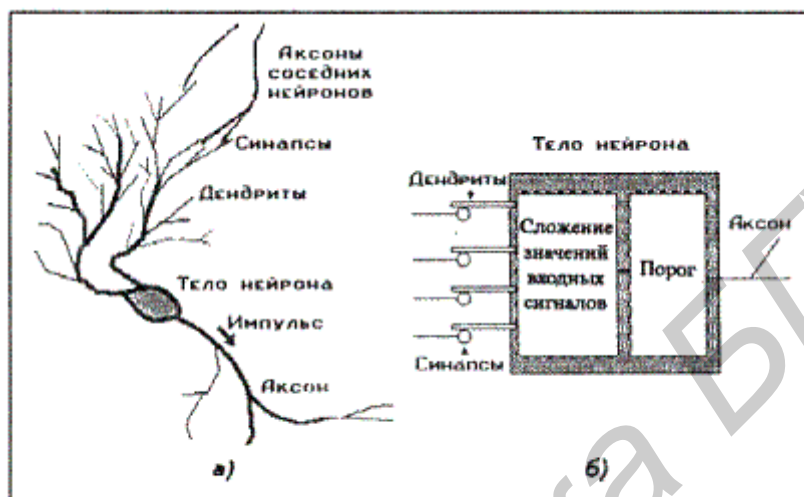 Аксоны
соседних
нейронов
Синапсы
Дендриты
Тело нейрона
Импульс
Аксон
а)
Тело нейрона
Дендриты
Сложение
значений
входных
сигналов
Порог
Аксон
Синапсы
б)